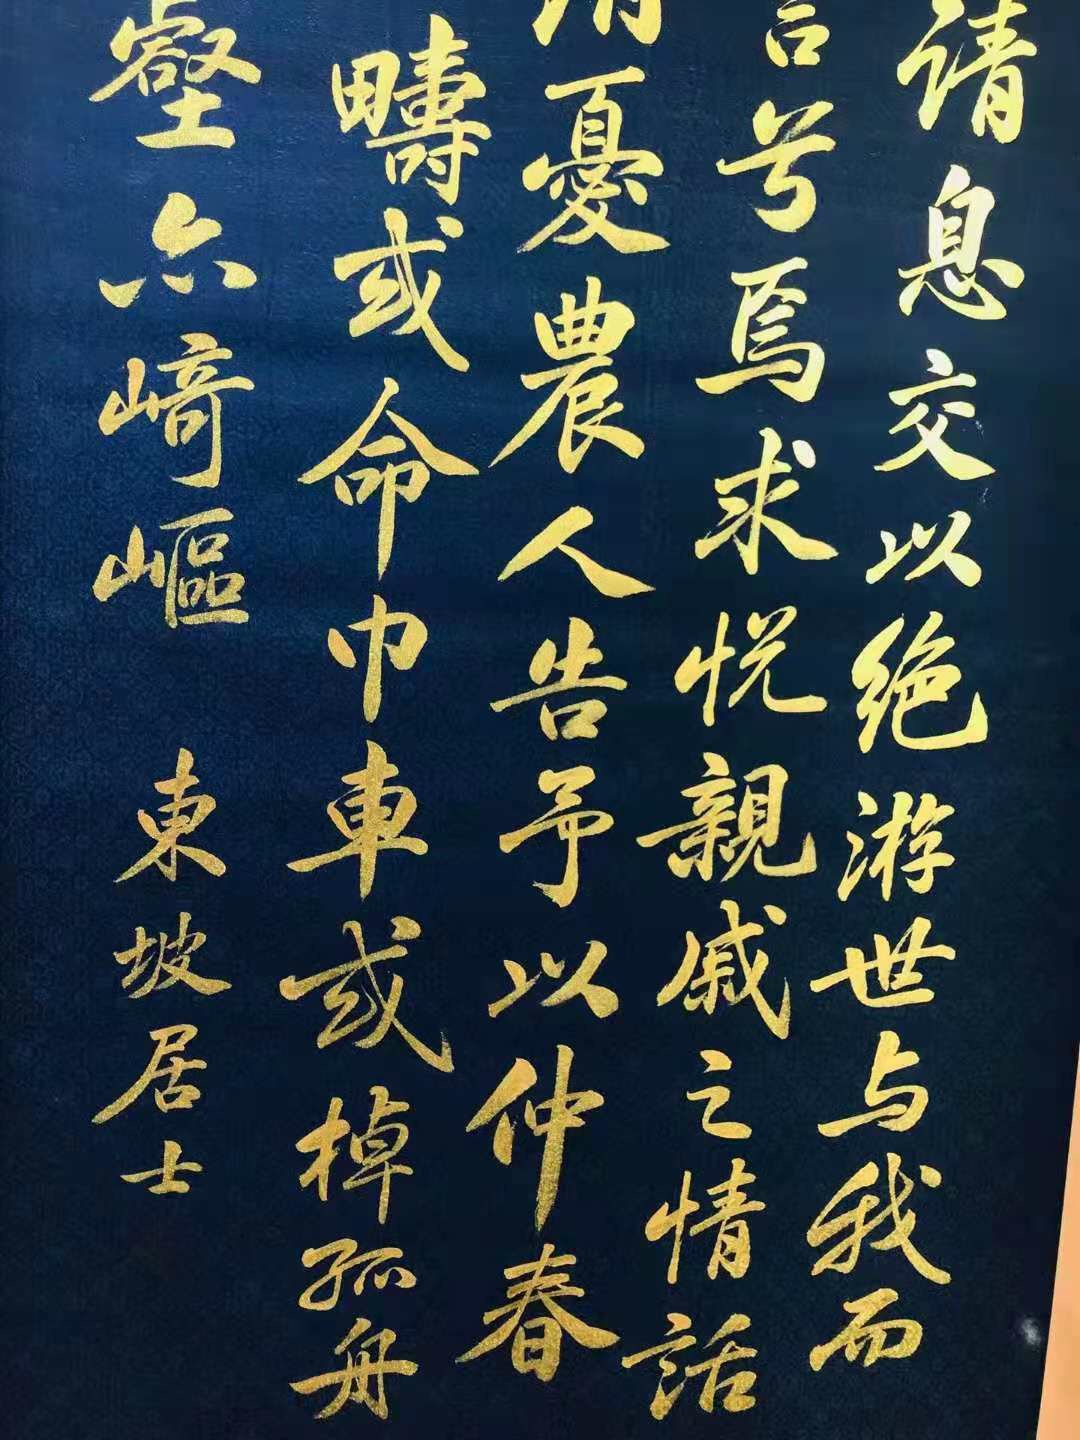 请息交以绝游世与我而
言兮焉求悦親戚之情話
憂農人告予以仲春
疇或命巾車或棹孤舟
壑亦崎嶇 東坡居士